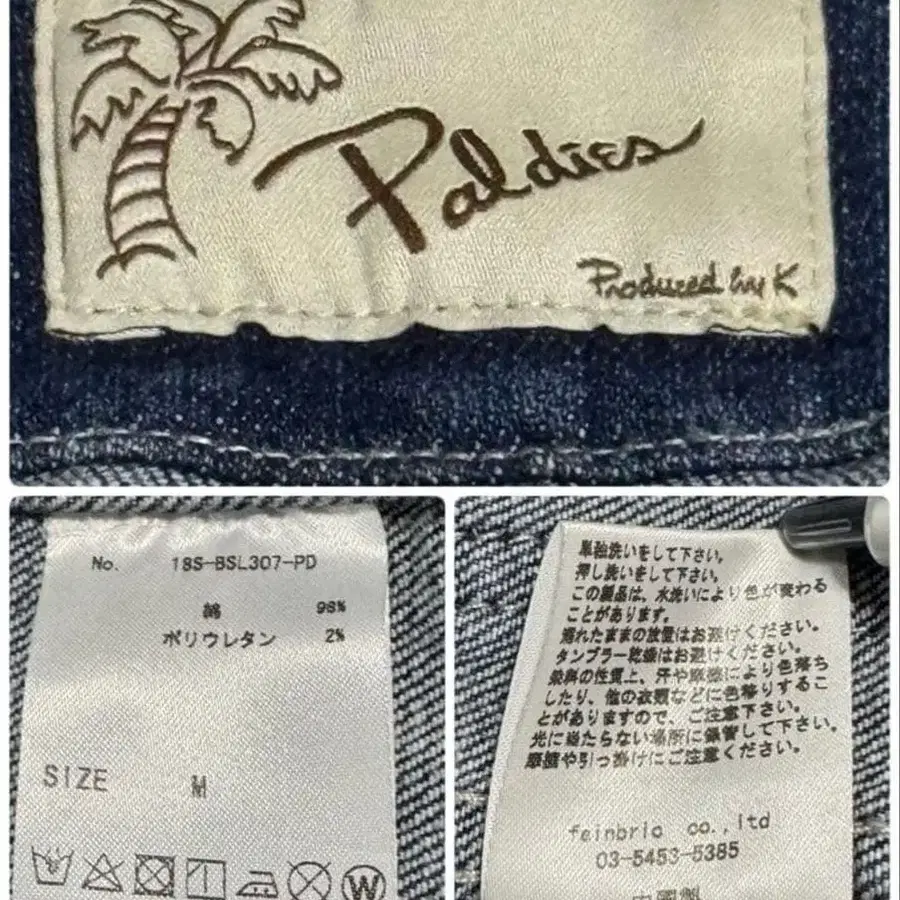 Paldies
Produced by K
No. 18S-BSL307-PD
綿 98%
ポリウレタン 2%
SIZE M
W
単独洗いをして下さい。
押し洗いをして下さい。
この製品は、水洗いにより色が変わる
ことがあります。
濡れたままの放置はお避けください。
タンブラー乾燥はお避けください。
染料の性質上、汗や摩擦により色落ち
したり、他の衣類などに色移りするこ
とがありますので、ご注意下さい。
光に当たらない場所に保管して下さい。
摩擦や引っ掛けにご注意ください。
feinbric co.,ltd
03-5453-5385
中国製